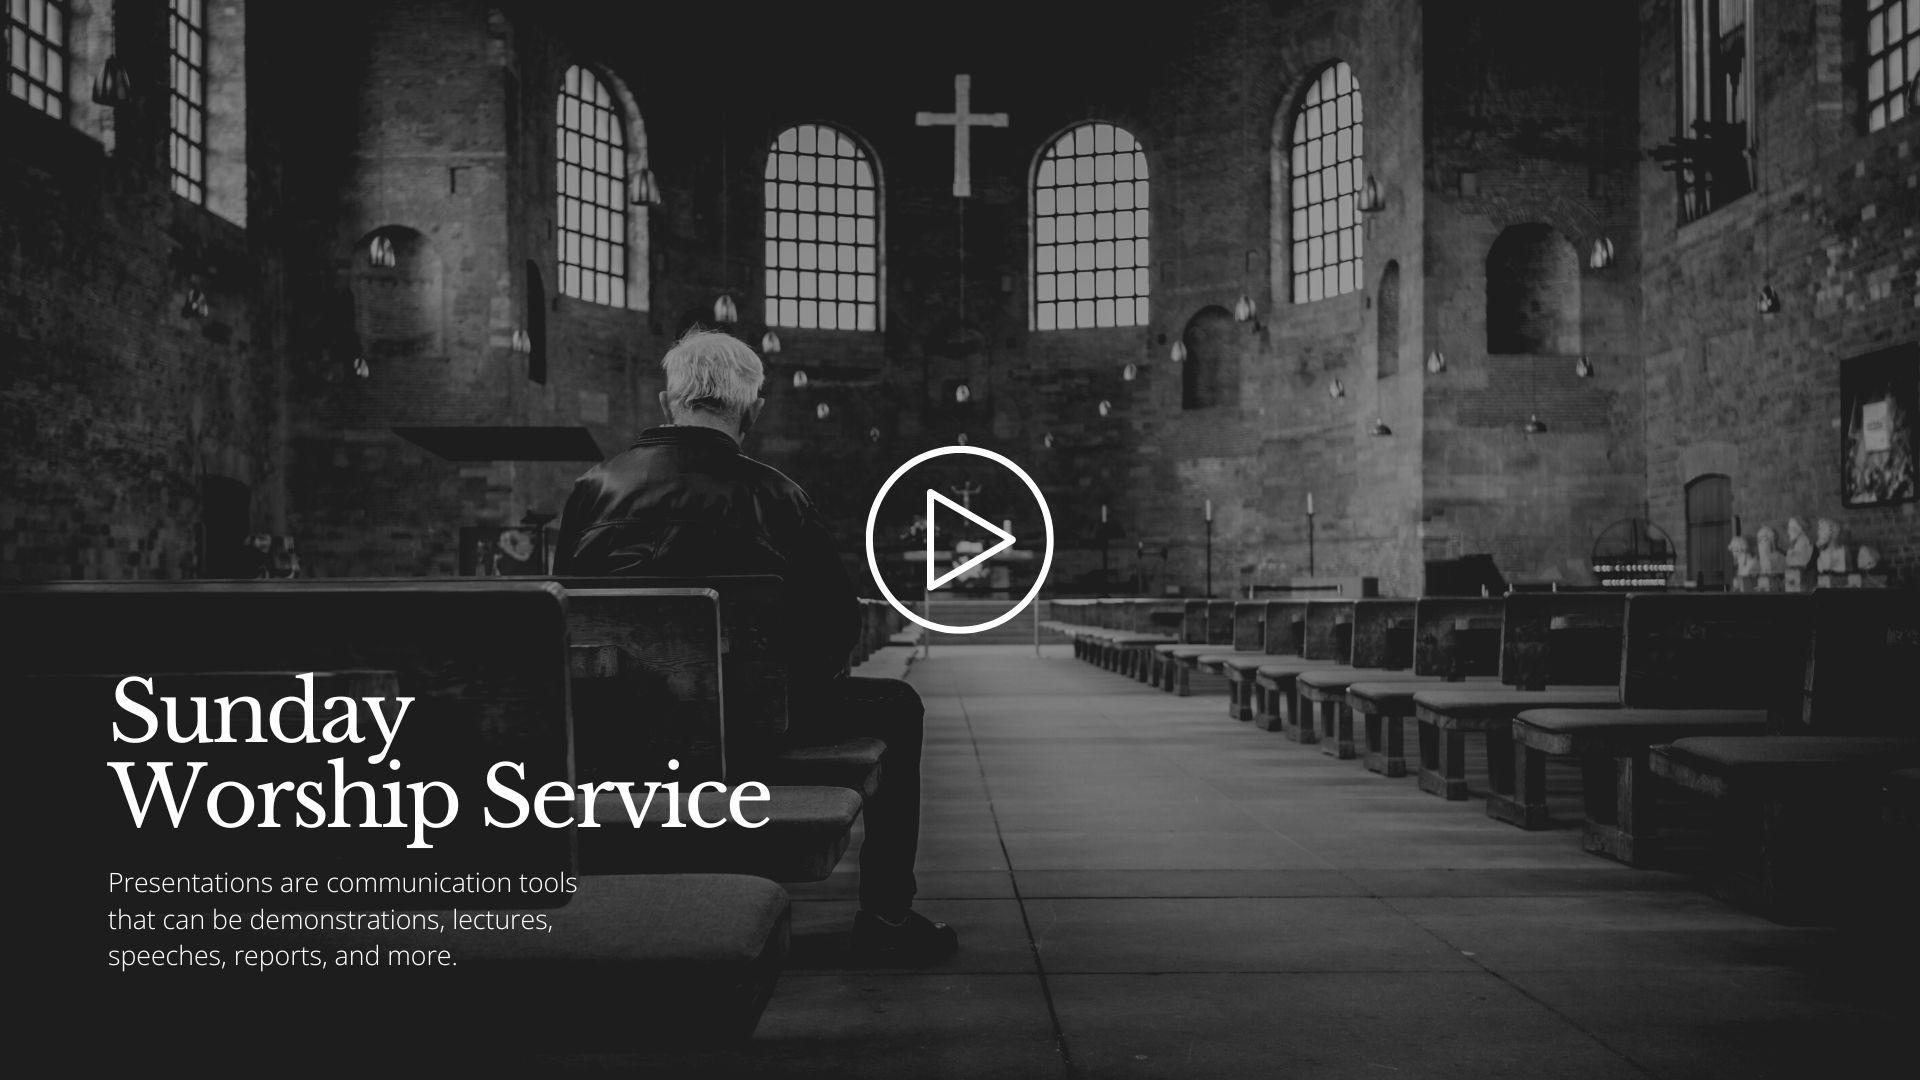 Sunday
Worship Service
Presentations are communication tools
that can be demonstrations, lectures,
speeches, reports, and more.